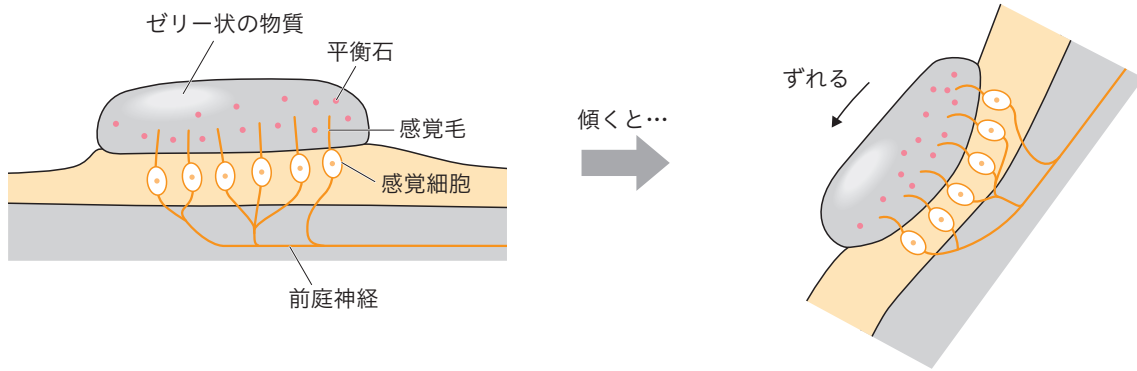 ゼリー状の物質
平衡石
感覚毛
感覚細胞
前庭神経
傾くと…
ずれる